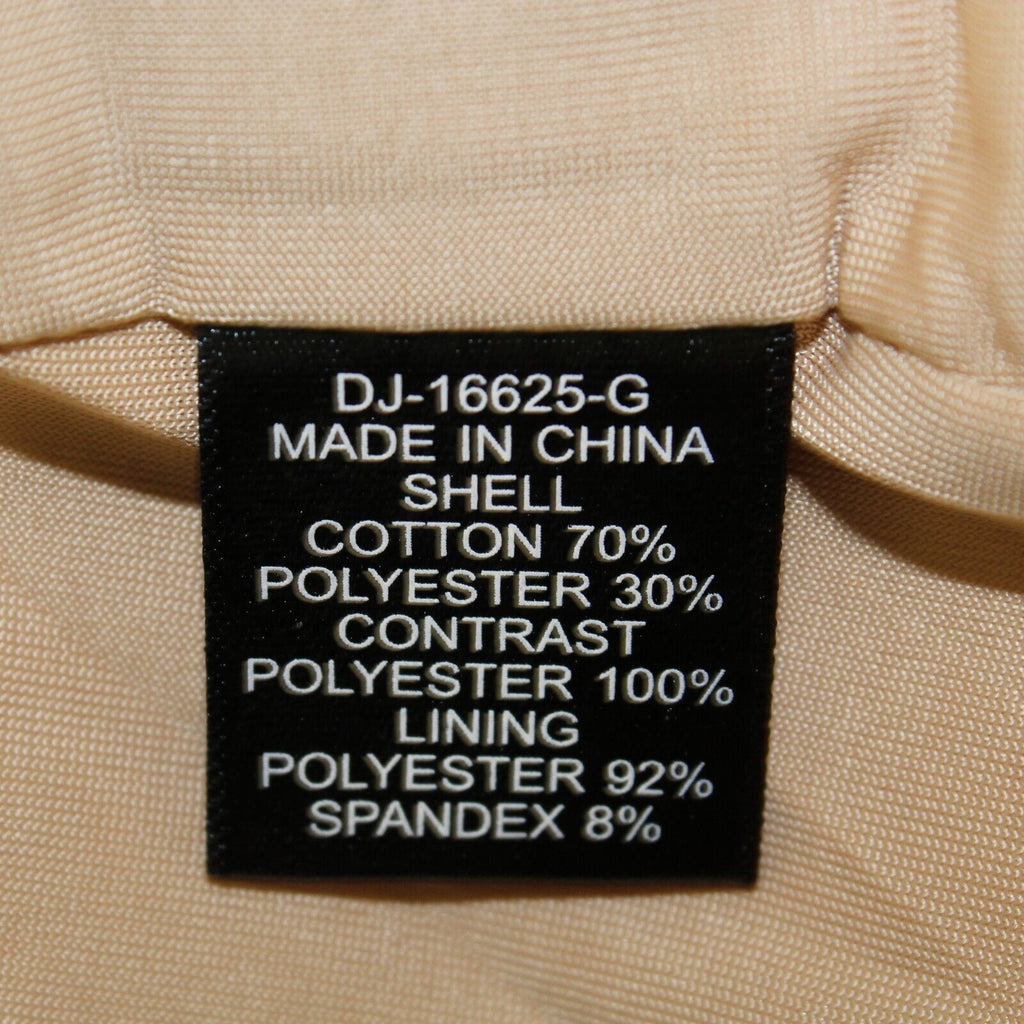 DJ-16625-G
MADE IN CHINA
SHELL
COTTON 70%
POLYESTER 30%
CONTRAST
POLYESTER 100%
LINING
POLYESTER 92%
SPANDEX 8%